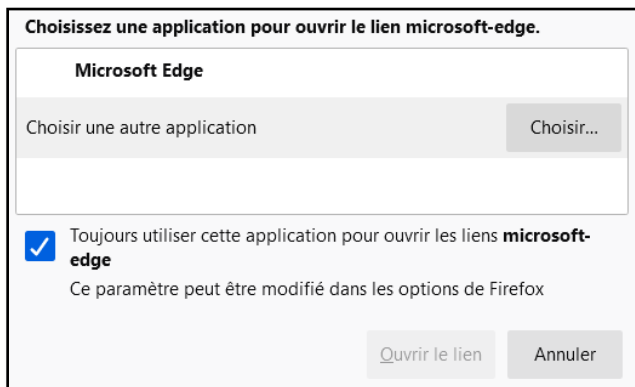 Choisissez une application pour ouvrir le lien microsoft-edge.
Microsoft Edge
Choisir une autre application
Choisir...
Toujours utiliser cette application pour ouvrir les liens microsoft-
edge
Ce paramètre peut être modifié dans les options de Firefox
Ouvrir le lien
Annuler